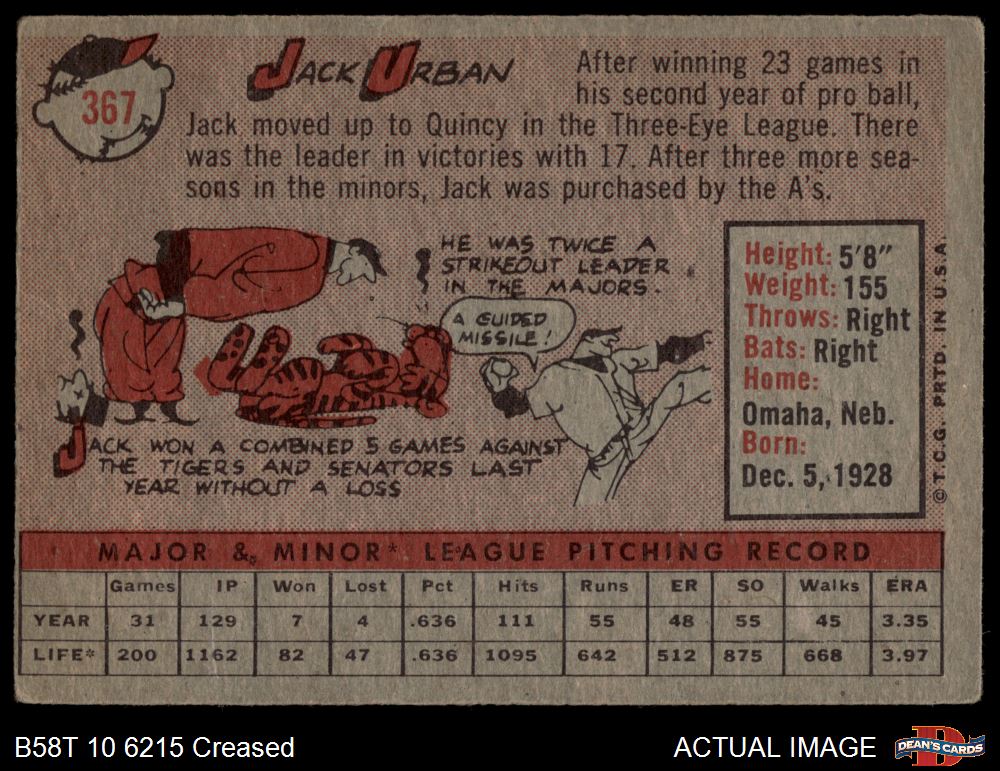 367
JACK URBAN
After winning 23 games in
his second year of pro ball,
Jack moved up to Quincy in the Three-Eye League. There
was the leader in victories with 17. After three more sea-
sons in the minors, Jack was purchased by the A's.
HE WAS TWICE A
STRIKEOUT LEADER
IN THE MAJORS.
A GUIDED
MISSILE!
JACK WON A COMBINED 5 GAMES AGAINST
THE TIGERS AND SENATORS LAST
YEAR WITHOUT A LOSS
Height: 5'8"
Weight: 155
Throws: Right
Bats: Right
Home:
Omaha, Neb.
Born:
Dec. 5, 1928
© T.C.G. PRTD. IN U.S.A.
MAJOR & MINOR* LEAGUE PITCHING RECORD
Games IP Won Lost Pct Hits Runs ER SO Walks ERA
YEAR 31 129 7 4 .636 111 55 48 55 45 3.35
LIFE* 200 1162 82 47 .636 1095 642 512 875 668 3.97
B58T 10 6215 Creased
ACTUAL IMAGE
D
DEAN'S CARDS